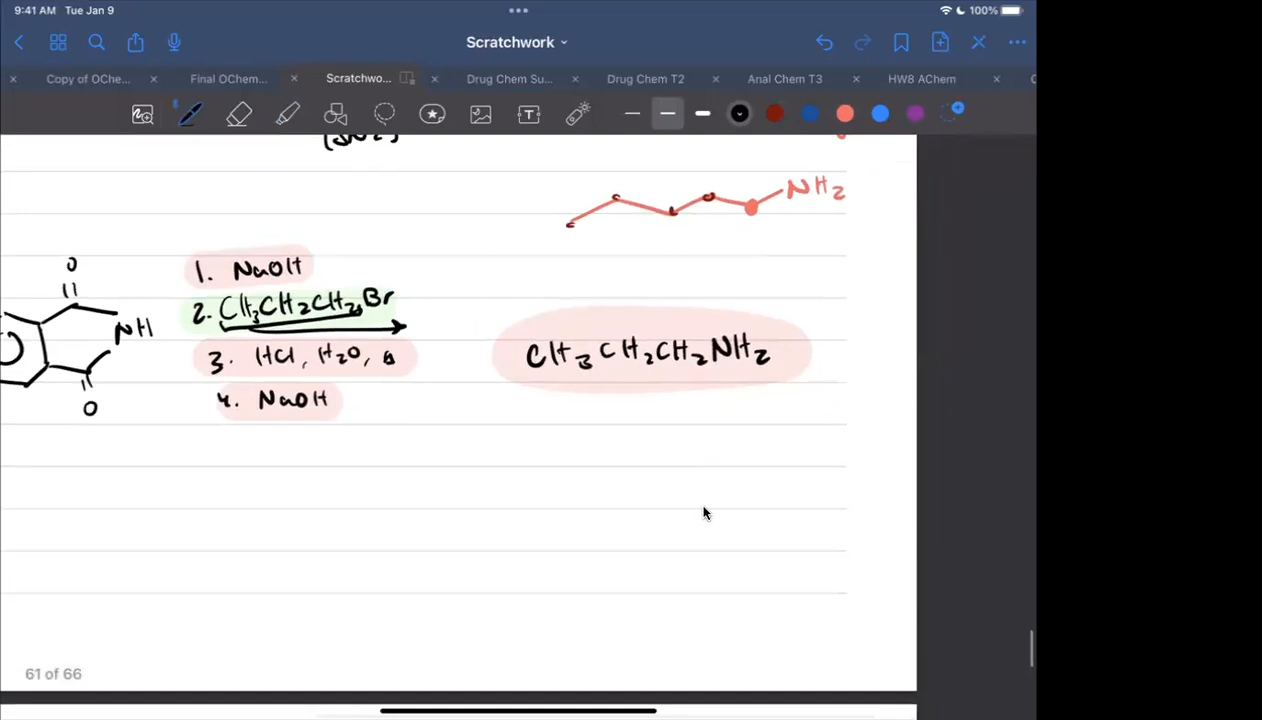 9:41 AM Tue Jan 9
100%
Scratchwork
Copy of OChe...
Final OChem...
Scratchwo...
Drug Chem Su...
Drug Chem T2
Anal Chem T3
HW8 AChem
T
(SN2)
NH2
O
NH
O
1. NaOH
2. CH3CH2CH2Br
3. HCl, H2O, Δ
4. NaOH
CH3CH2CH2NH2
61 of 66